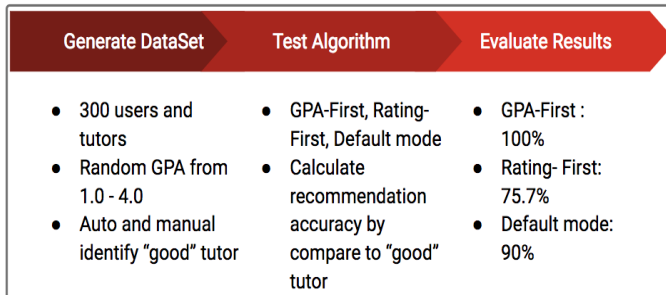 Generate DataSet
Test Algorithm
Evaluate Results
● 300 users and
tutors
● Random GPA from
1.0 - 4.0
● Auto and manual
identify “good” tutor
● GPA-First, Rating-
First, Default mode
● Calculate
recommendation
accuracy by
compare to “good”
tutor
● GPA-First :
100%
● Rating- First:
75.7%
● Default mode:
90%